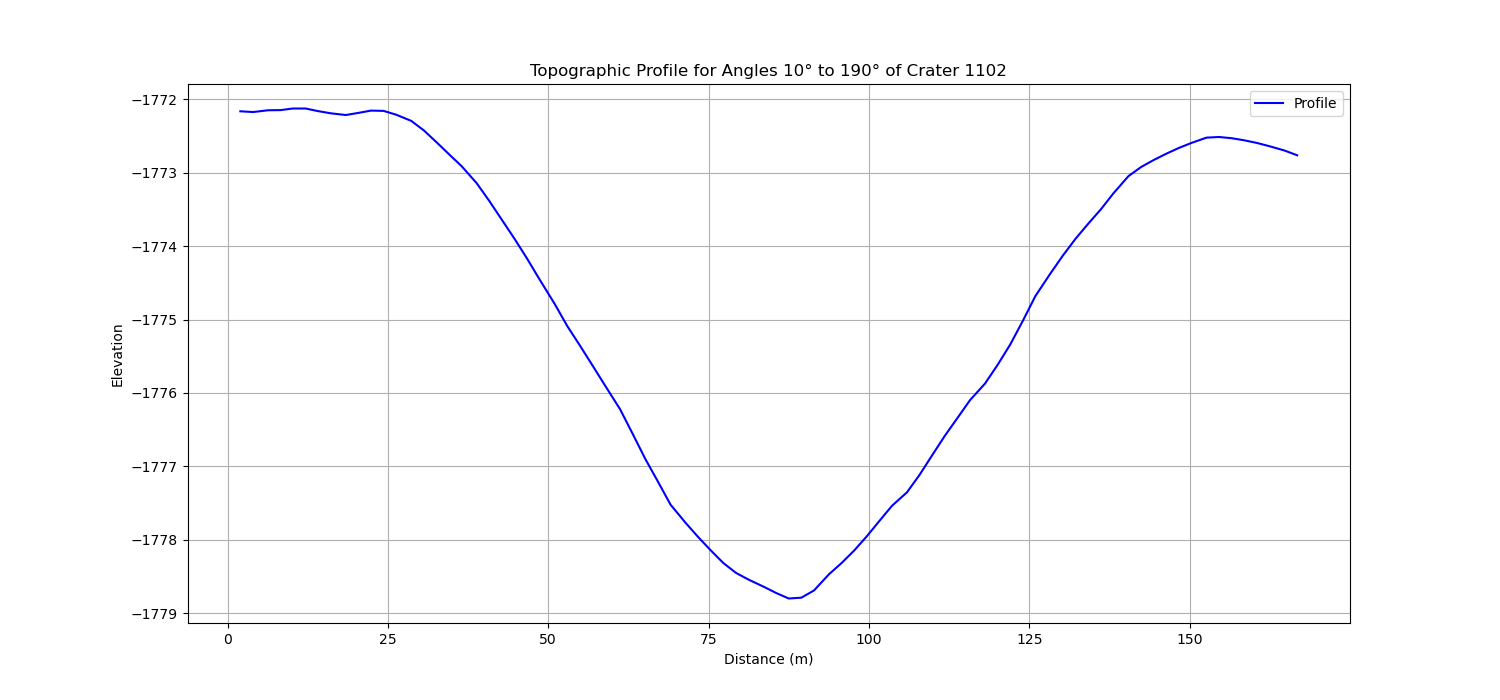 Topographic Profile for Angles 10° to 190° of Crater 1102
Profile
−1772
−1773
−1774
−1775
−1776
−1777
−1778
−1779
Elevation
0 25 50 75 100 125 150
Distance (m)